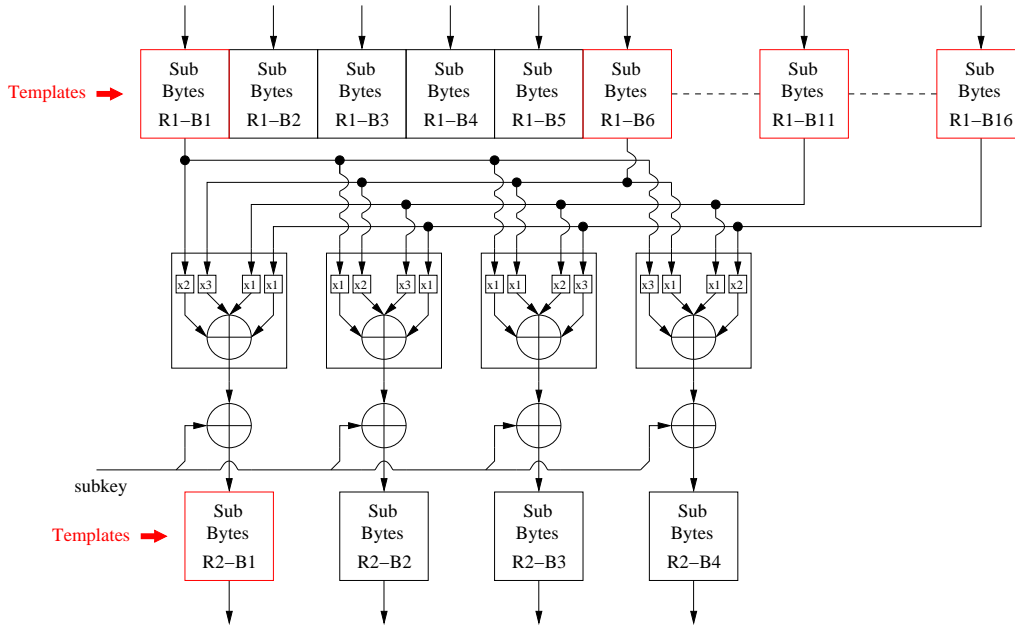 Templates
Sub Bytes R1−B1
Sub Bytes R1−B2
Sub Bytes R1−B3
Sub Bytes R1−B4
Sub Bytes R1−B5
Sub Bytes R1−B6
Sub Bytes R1−B11
Sub Bytes R1−B16
x2 x3 x1 x1
x1 x2 x3 x1
x1 x1 x2 x3
x3 x1 x1 x2
subkey
Templates
Sub Bytes R2−B1
Sub Bytes R2−B2
Sub Bytes R2−B3
Sub Bytes R2−B4